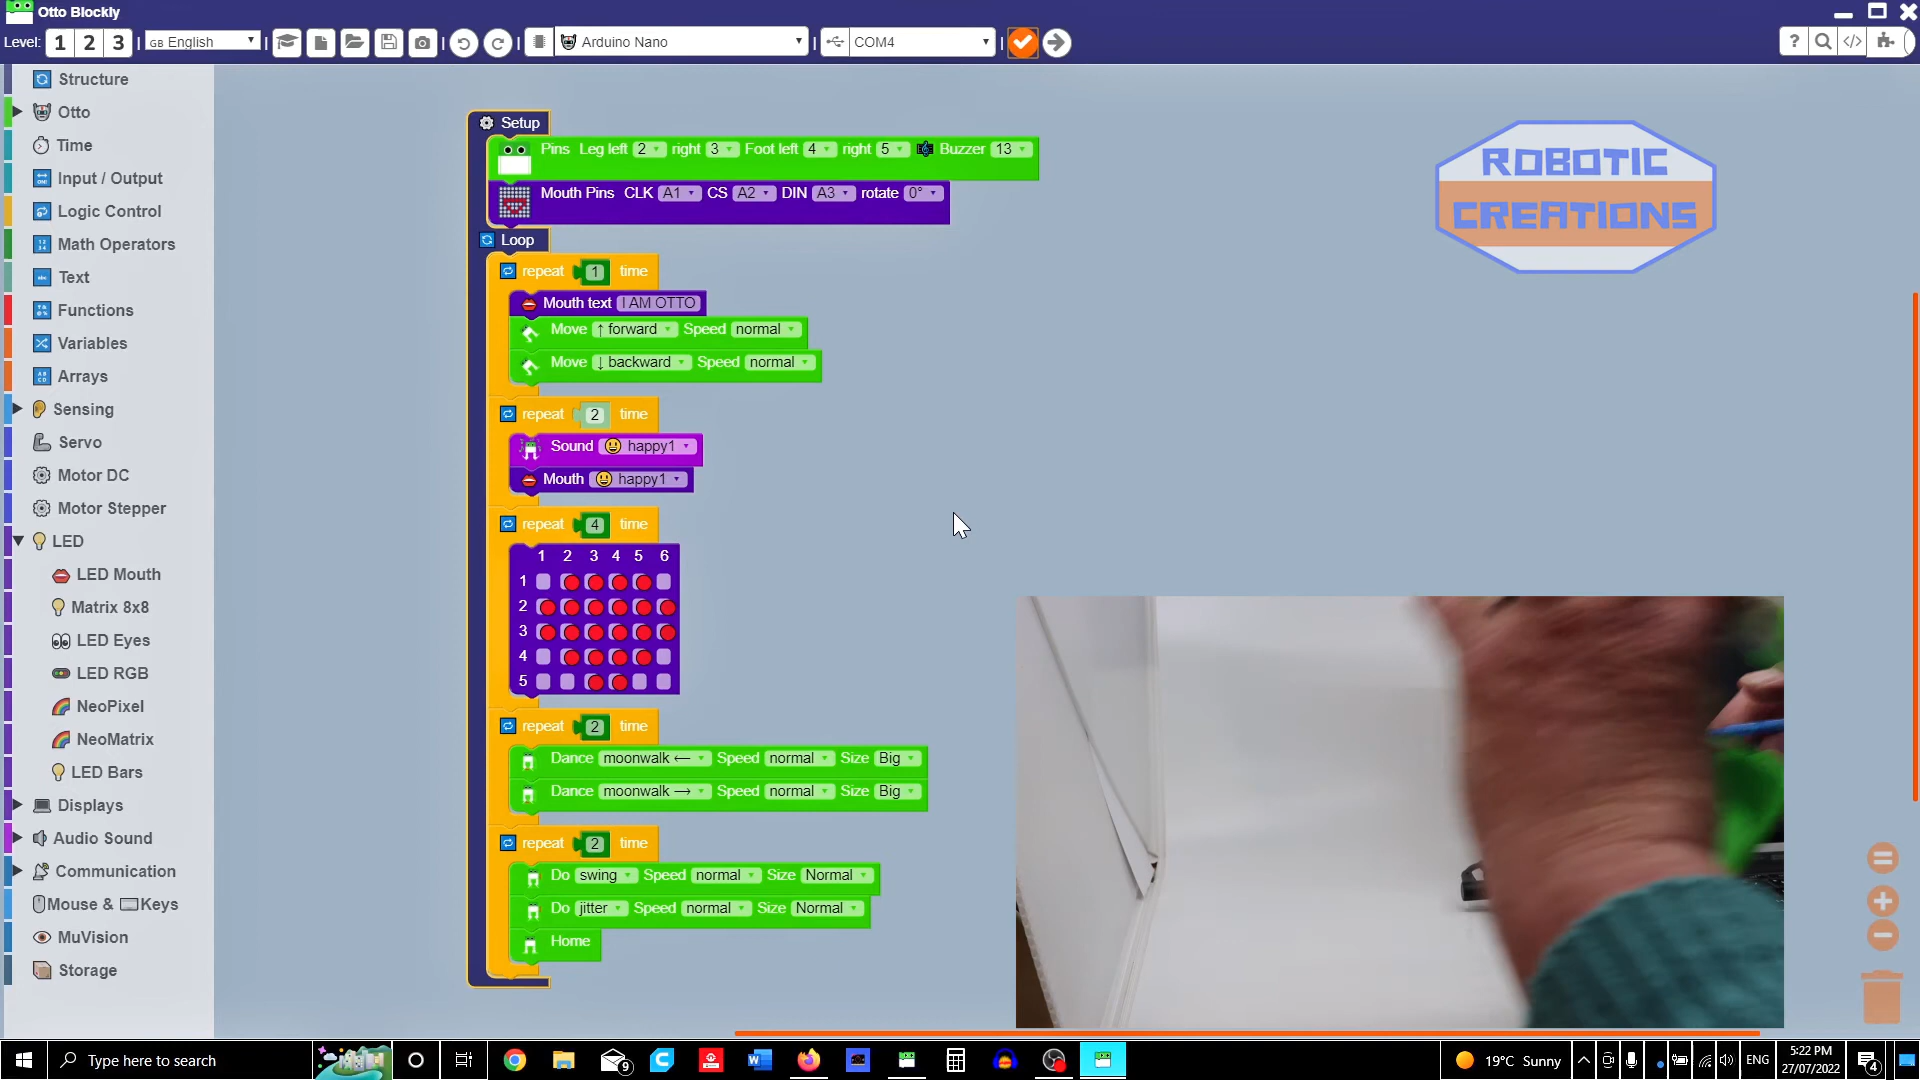 Otto Blockly
Level: 1 2 3 GB English Arduino Nano COM4 ? </>
Structure
Otto
Time
Input / Output
Logic Control
Math Operators
Text
Functions
Variables
Arrays
Sensing
Servo
Motor DC
Motor Stepper
LED
LED Mouth
Matrix 8x8
LED Eyes
LED RGB
NeoPixel
NeoMatrix
LED Bars
Displays
Audio Sound
Communication
Mouse & Keys
MuVision
Storage
Setup
Pins Leg left 2 right 3 Foot left 4 right 5 Buzzer 13
Mouth Pins CLK A1 CS A2 DIN A3 rotate 0°
Loop
repeat 1 time
Mouth text I AM OTTO
Move ↑ forward Speed normal
Move ↓ backward Speed normal
repeat 2 time
Sound happy1
Mouth happy1
repeat 4 time
1 2 3 4 5 6
1
2
3
4
5
repeat 2 time
Dance moonwalk ← Speed normal Size Big
Dance moonwalk → Speed normal Size Big
repeat 2 time
Do swing Speed normal Size Normal
Do jitter Speed normal Size Normal
Home
ROBOTIC
CREATIONS
Type here to search
9
19°C Sunny
ENG
5:22 PM
27/07/2022
4